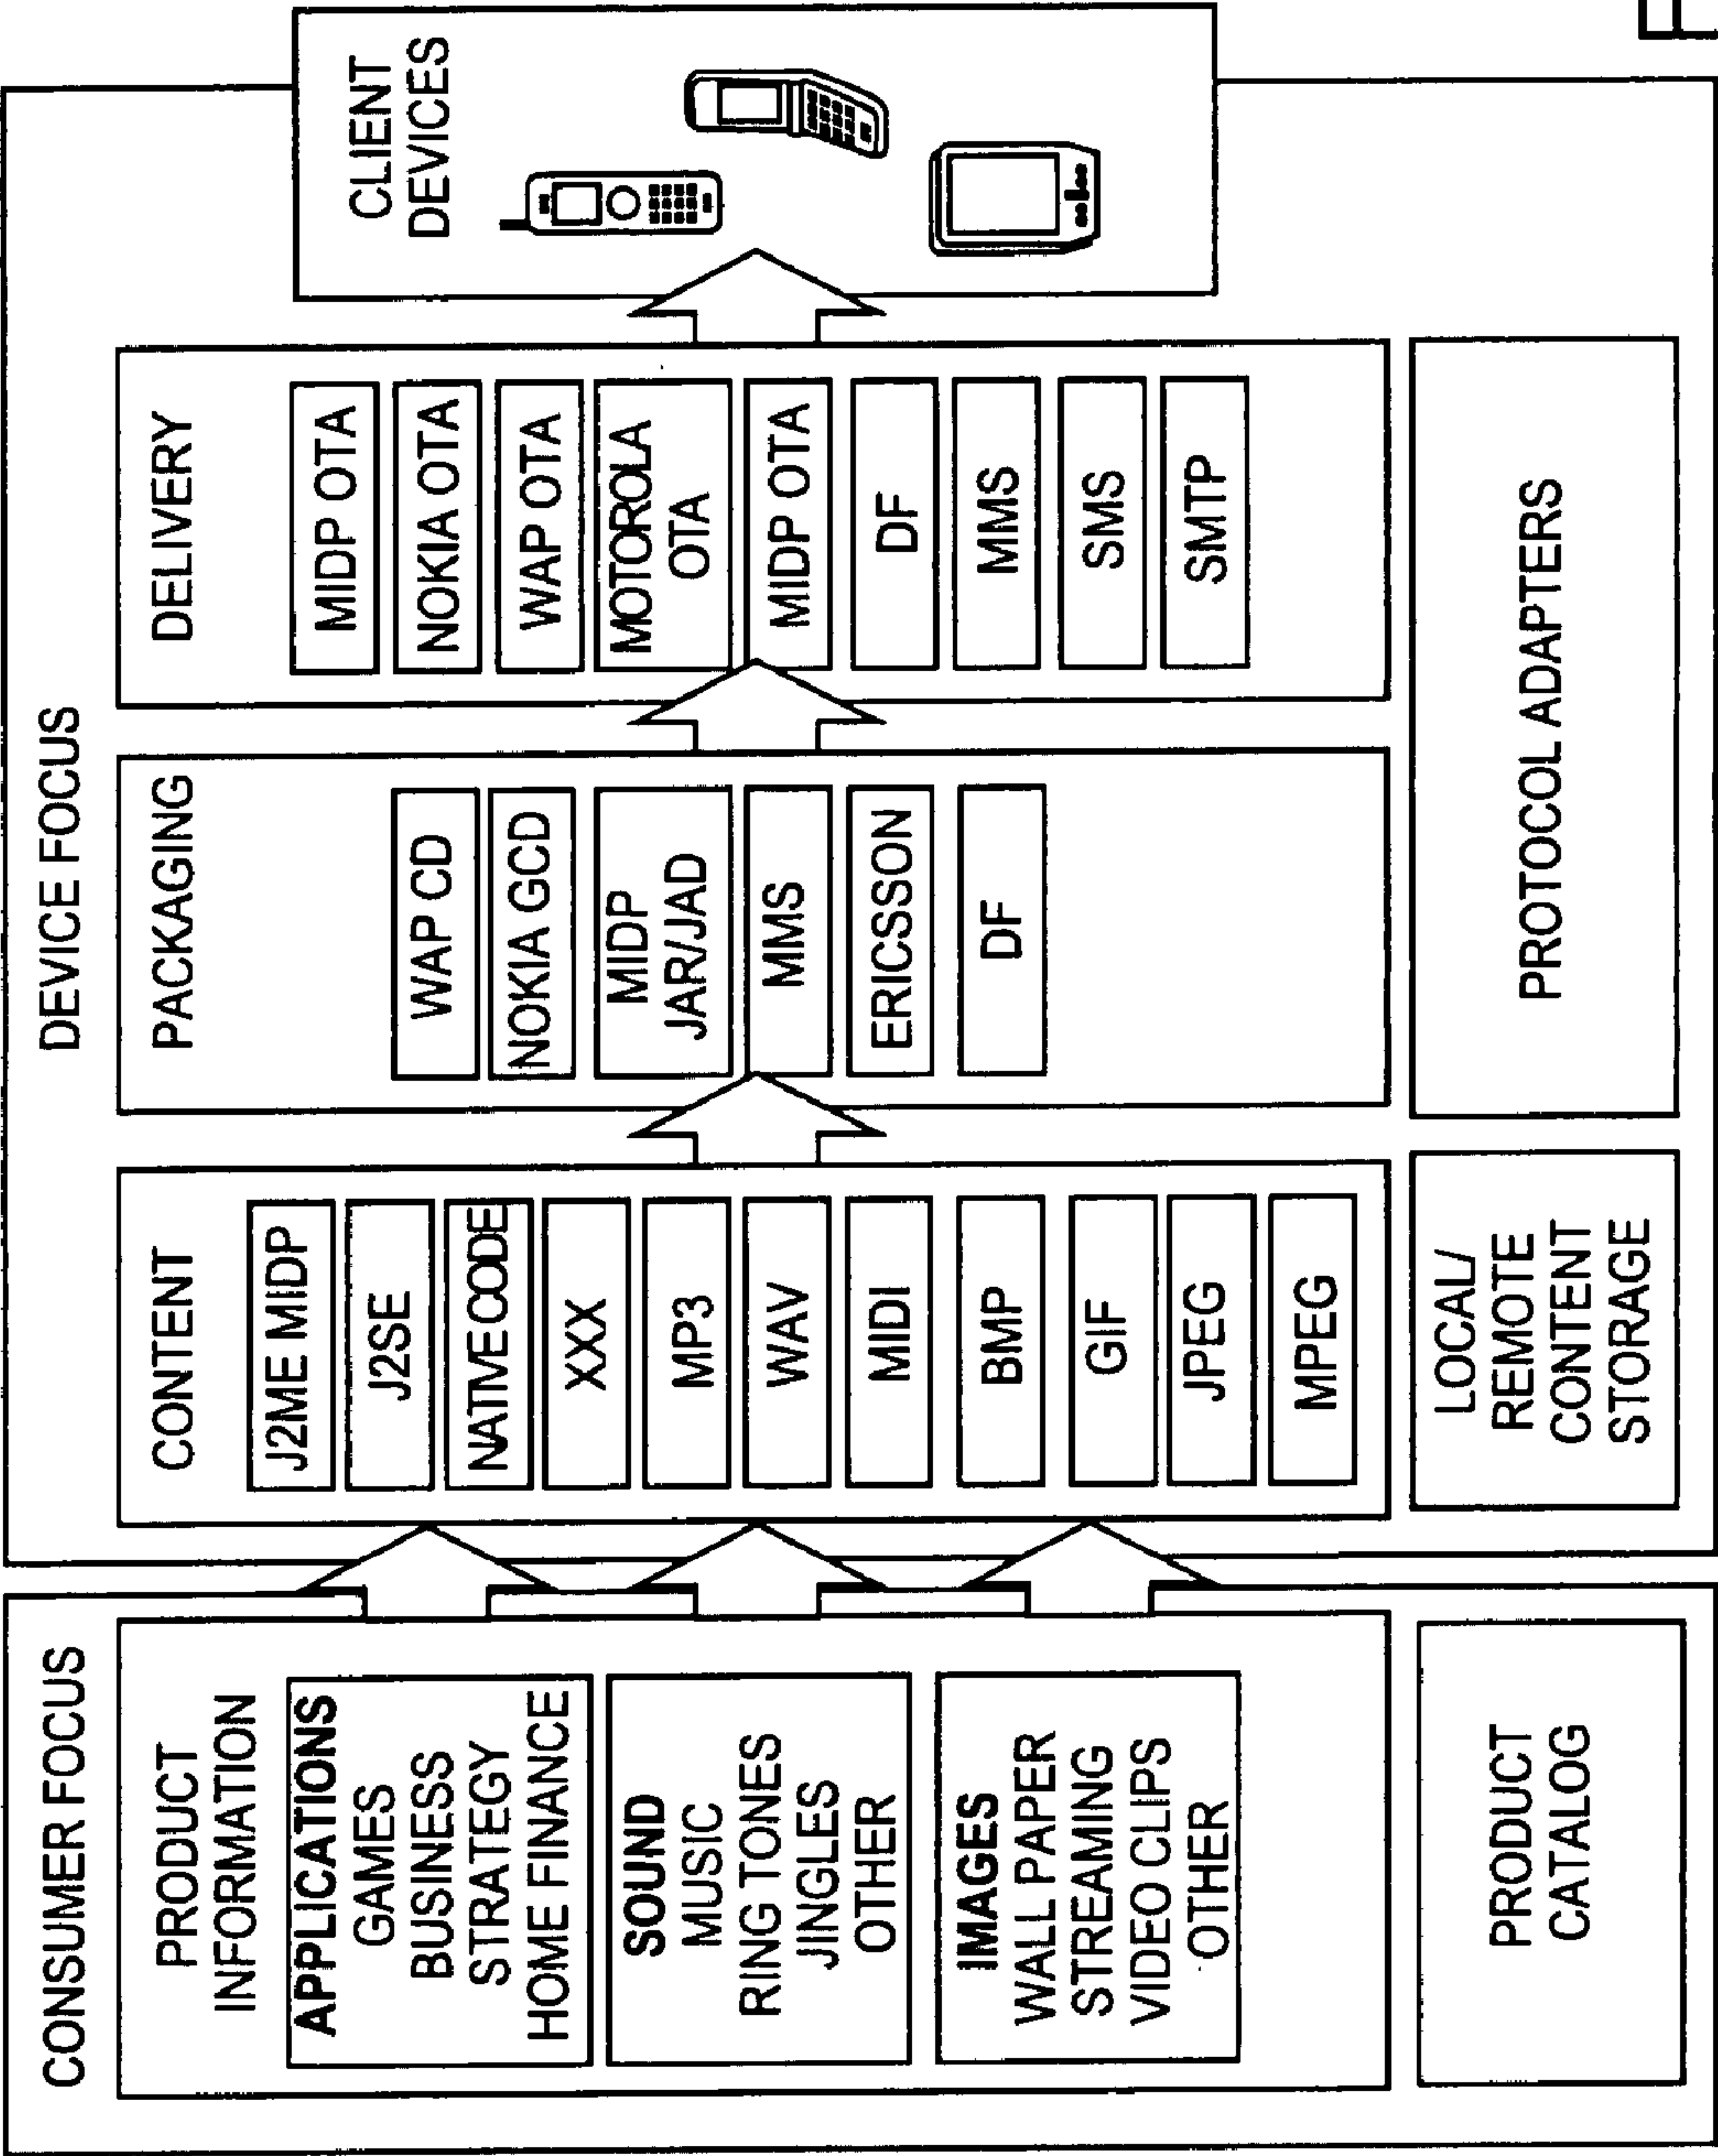 CONSUMER FOCUS
PRODUCT
INFORMATION
APPLICATIONS
GAMES
BUSINESS
STRATEGY
HOME FINANCE
SOUND
MUSIC
RING TONES
JINGLES
OTHER
IMAGES
WALL PAPER
STREAMING
VIDEO CLIPS
OTHER
PRODUCT
CATALOG
DEVICE FOCUS
CONTENT
J2ME MIDP
J2SE
NATIVE CODE
XXX
MP3
WAV
MIDI
BMP
GIF
JPEG
MPEG
LOCAL/
REMOTE
CONTENT
STORAGE
PACKAGING
WAP CD
NOKIA GCD
MIDP
JAR/JAD
MMS
ERICSSON
DF
DELIVERY
MIDP OTA
NOKIA OTA
WAP OTA
MOTOROLA
OTA
MIDP OTA
DF
MMS
SMS
SMTP
PROTOCOL ADAPTERS
CLIENT
DEVICES